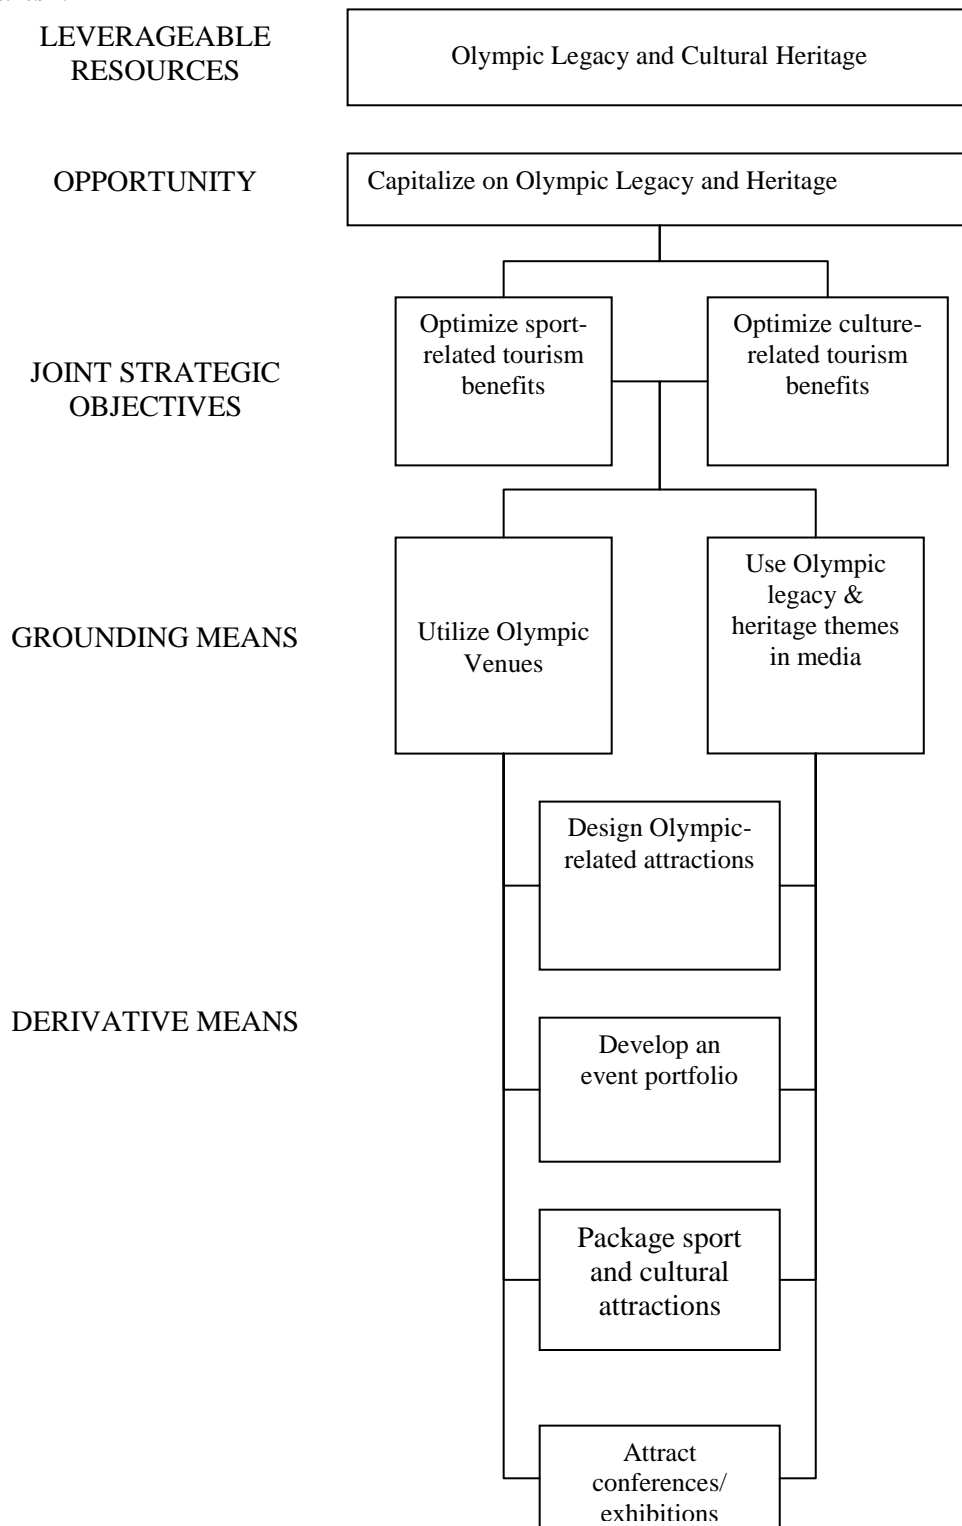 LEVERAGEABLE
RESOURCES
Olympic Legacy and Cultural Heritage
OPPORTUNITY
Capitalize on Olympic Legacy and Heritage
JOINT STRATEGIC
OBJECTIVES
Optimize sport-
related tourism
benefits
Optimize culture-
related tourism
benefits
GROUNDING MEANS
Utilize Olympic
Venues
Use Olympic
legacy &
heritage themes
in media
DERIVATIVE MEANS
Design Olympic-
related attractions
Develop an
event portfolio
Package sport
and cultural
attractions
Attract
conferences/
exhibitions